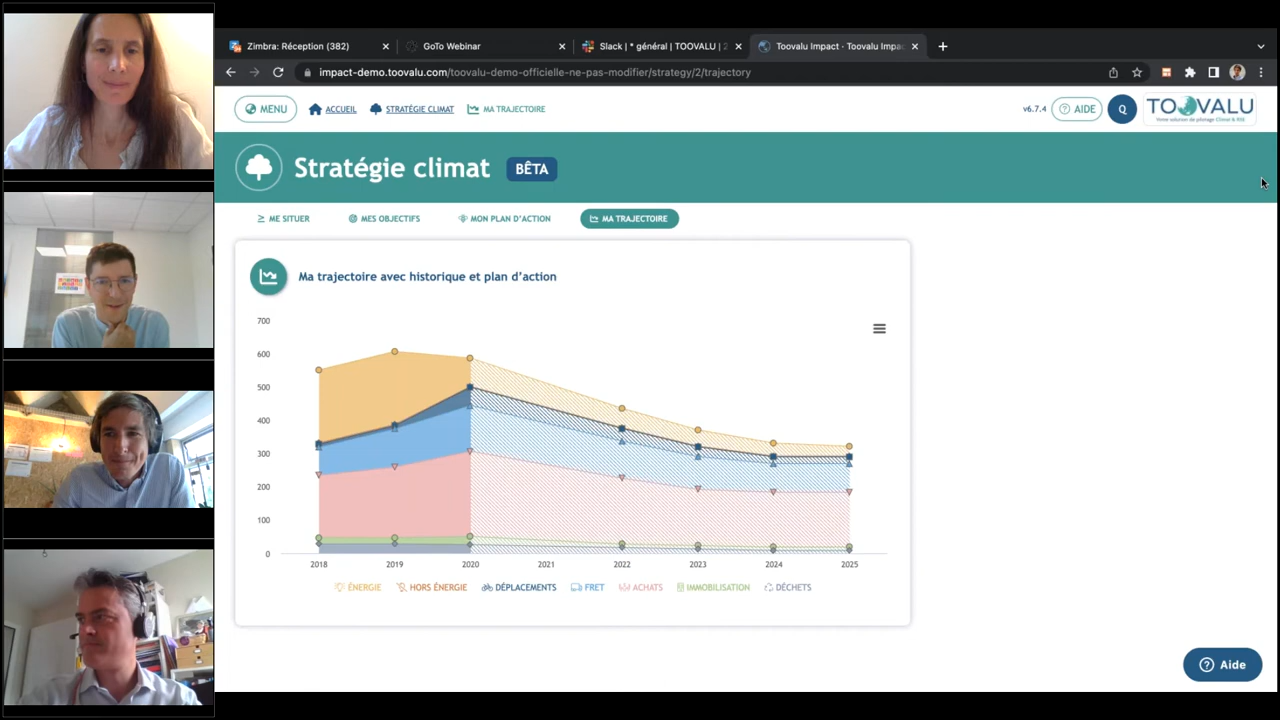 Zimbra: Réception (382)
GoTo Webinar
Slack | * général | TOOVALU | 2
Toovalu Impact · Toovalu Impac
impact-demo.toovalu.com/toovalu-demo-officielle-ne-pas-modifier/strategy/2/trajectory
MENU
ACCUEIL
STRATÉGIE CLIMAT
MA TRAJECTOIRE
v6.7.4
AIDE
Q
TOOVALU
Stratégie climat
BÊTA
ME SITUER
MES OBJECTIFS
MON PLAN D'ACTION
MA TRAJECTOIRE
Ma trajectoire avec historique et plan d'action
700
600
500
400
300
200
100
0
2018 2019 2020 2021 2022 2023 2024 2025
ÉNERGIE HORS ÉNERGIE DÉPLACEMENTS FRET ACHATS IMMOBILISATION DÉCHETS
Aide